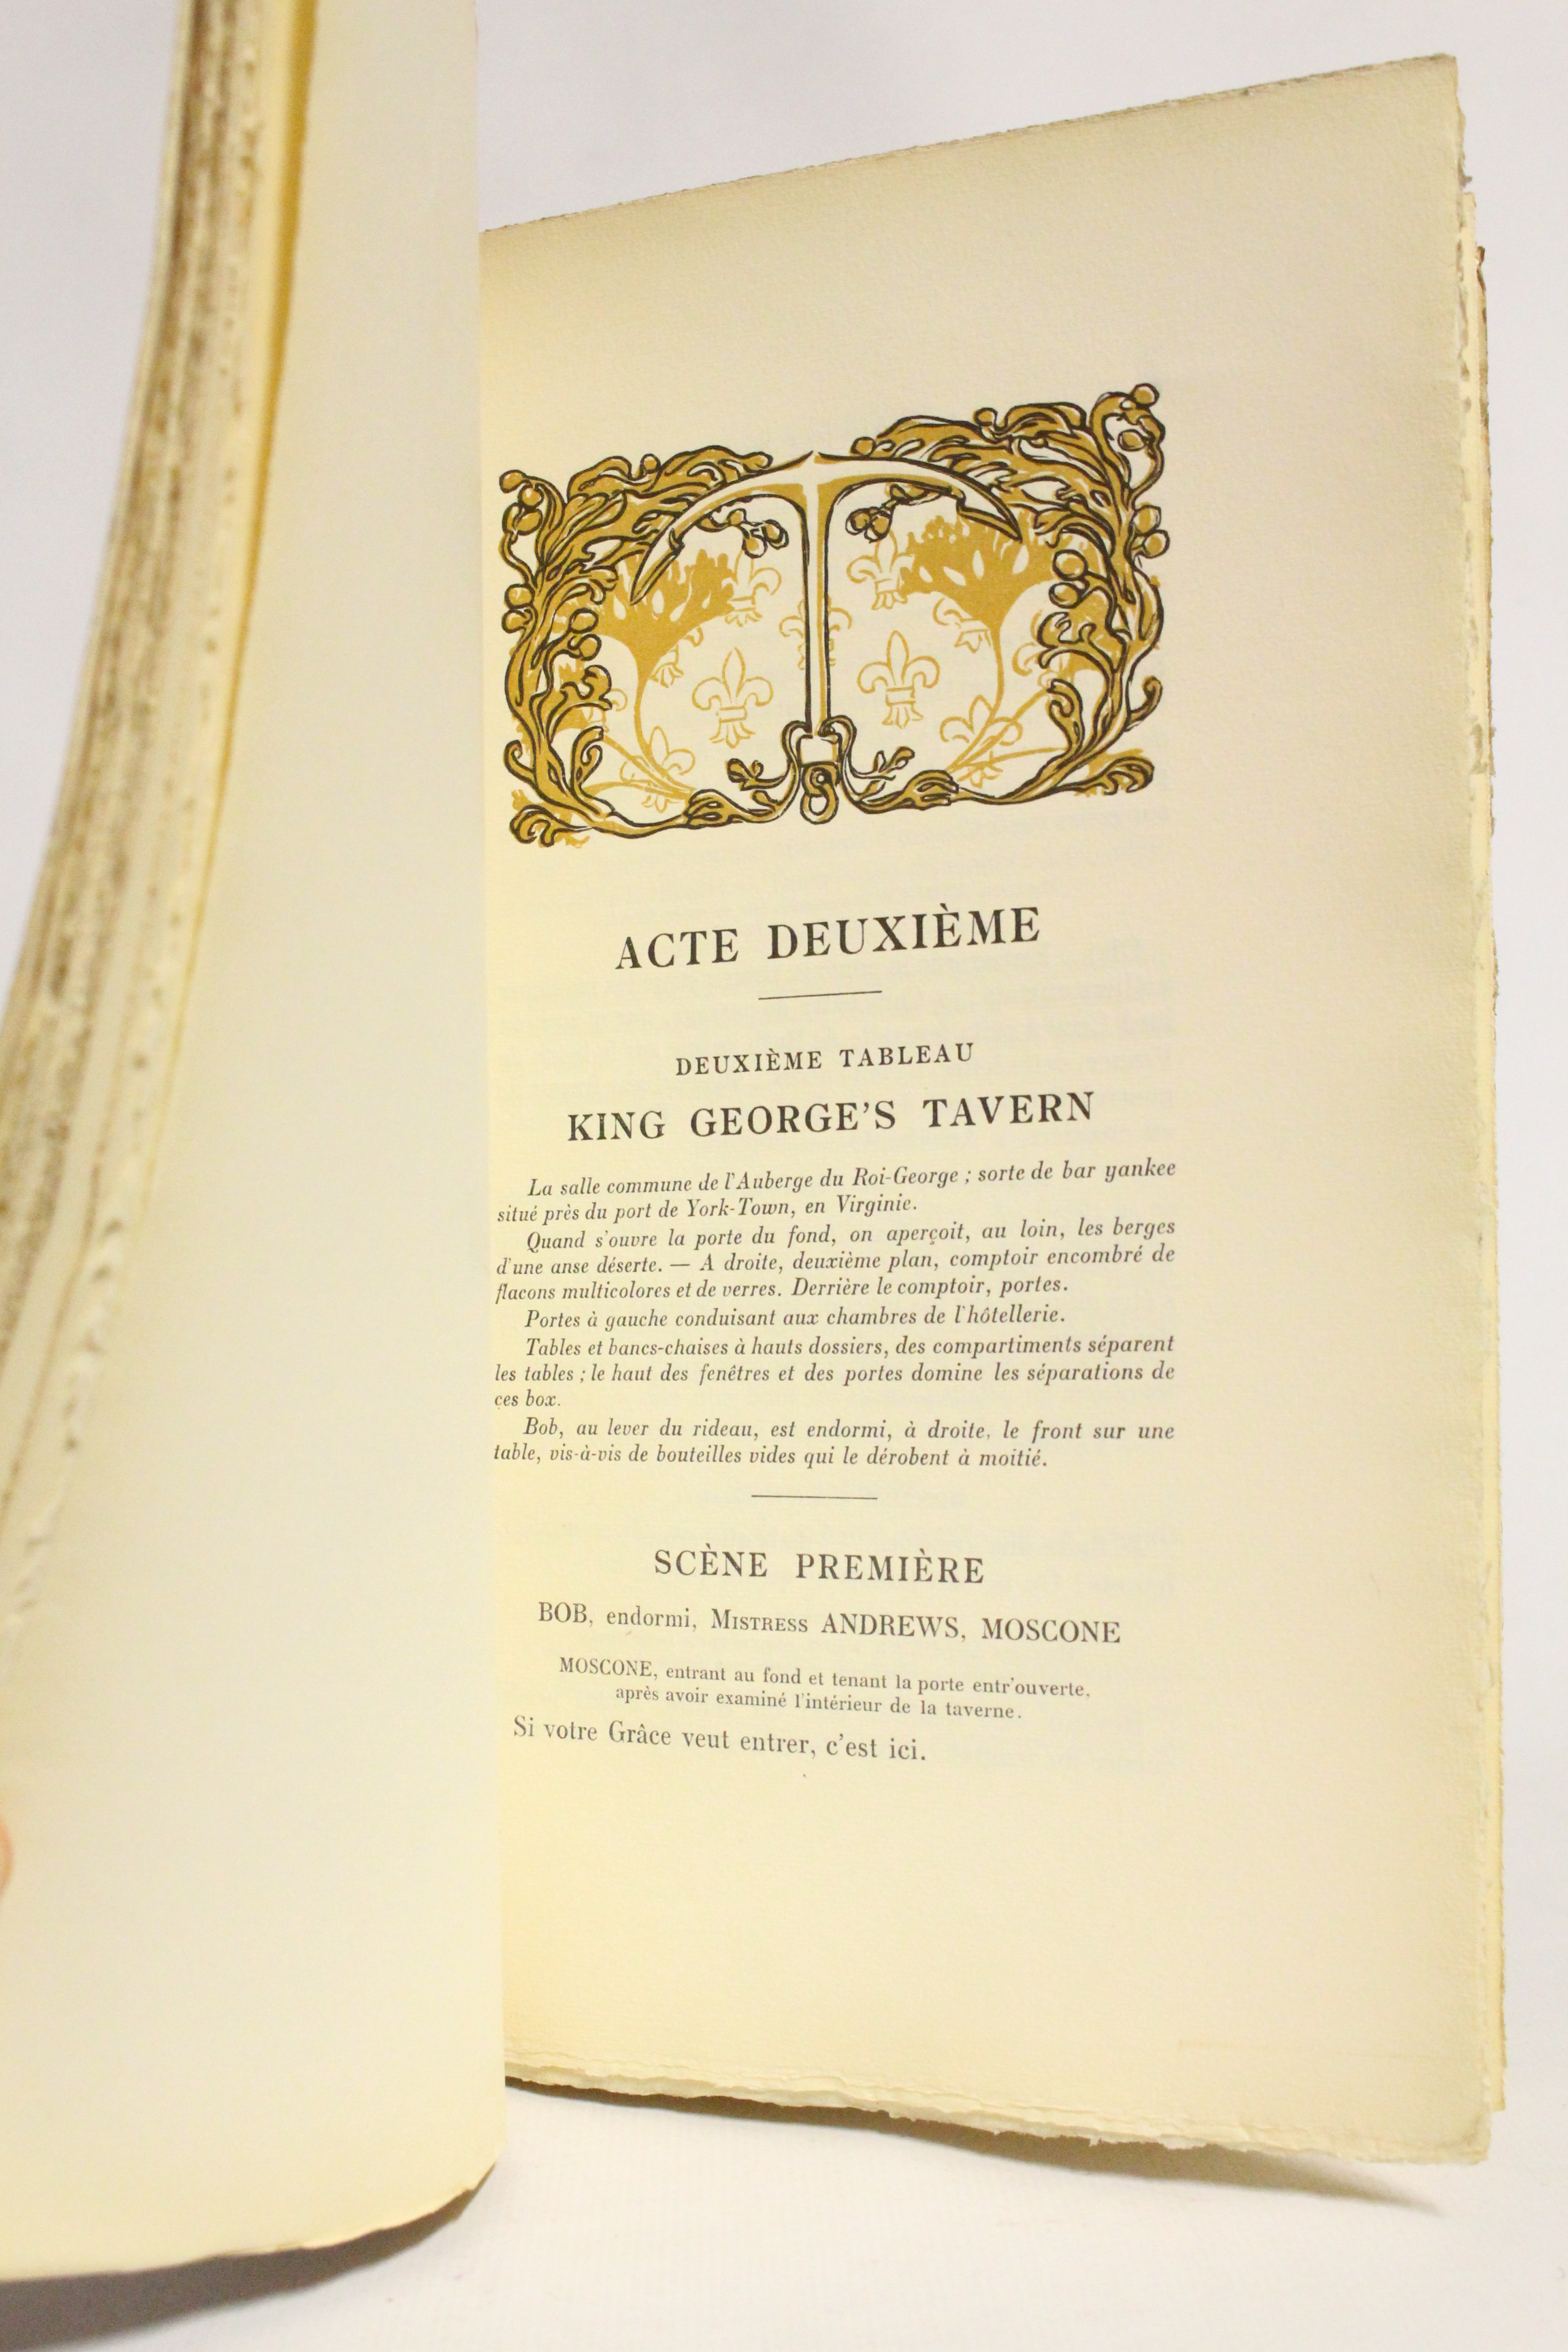 ACTE DEUXIÈME
DEUXIÈME TABLEAU
KING GEORGE'S TAVERN
La salle commune de l'Auberge du Roi-George ; sorte de bar yankee
situé près du port de York-Town, en Virginie.
Quand s'ouvre la porte du fond, on aperçoit, au loin, les berges
d'une anse déserte. — A droite, deuxième plan, comptoir encombré de
flacons multicolores et de verres. Derrière le comptoir, portes.
Portes à gauche conduisant aux chambres de l'hôtellerie.
Tables et bancs-chaises à hauts dossiers, des compartiments séparent
les tables ; le haut des fenêtres et des portes domine les séparations de
ces box.
Bob, au lever du rideau, est endormi, à droite, le front sur une
table, vis-à-vis de bouteilles vides qui le dérobent à moitié.
SCÈNE PREMIÈRE
BOB, endormi, MISTRESS ANDREWS, MOSCONE
MOSCONE, entrant au fond et tenant la porte entr'ouverte,
après avoir examiné l'intérieur de la taverne.
Si votre Grâce veut entrer, c'est ici.